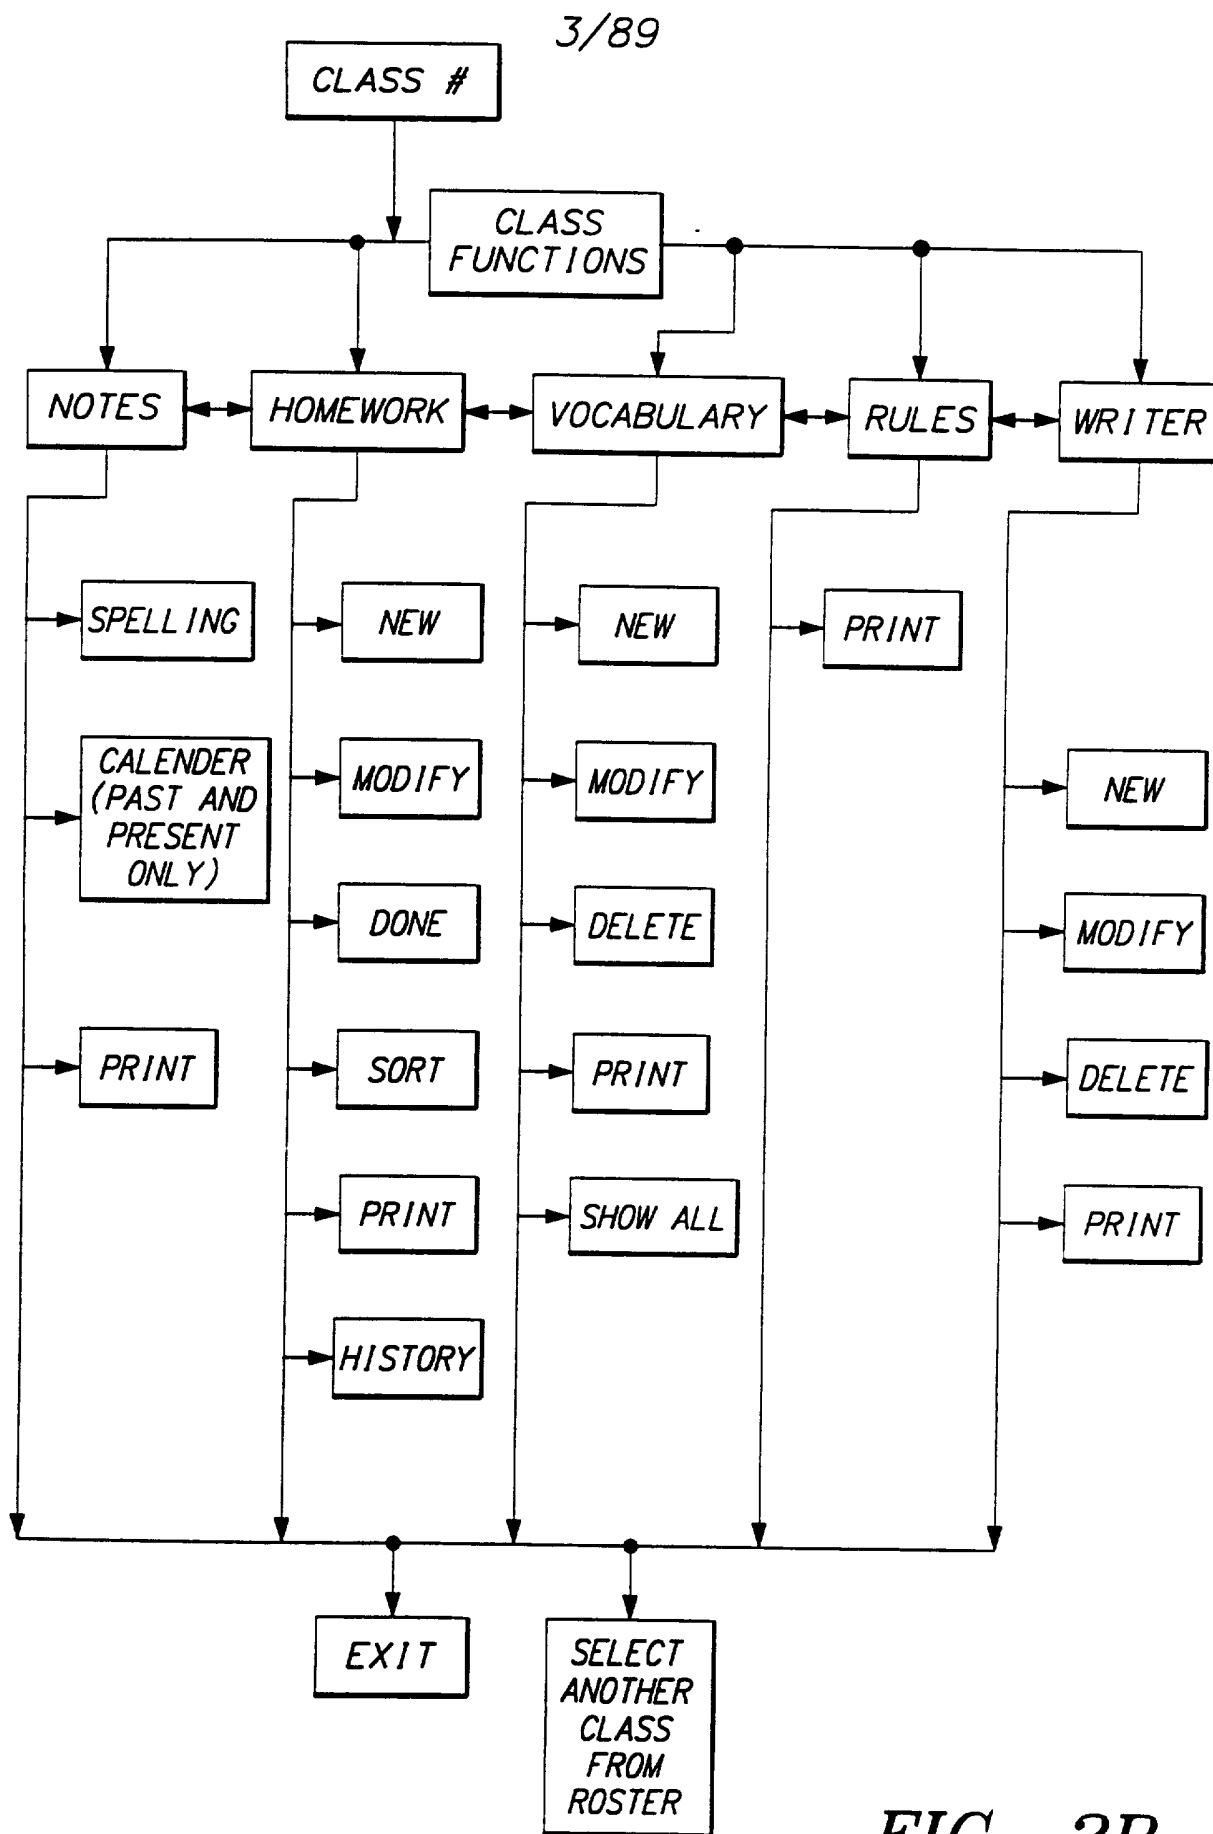 3/89
CLASS #
CLASS
FUNCTIONS
NOTES
HOMEWORK
VOCABULARY
RULES
WRITER
SPELLING
CALENDER
(PAST AND
PRESENT
ONLY)
PRINT
NEW
MODIFY
DONE
SORT
PRINT
HISTORY
NEW
MODIFY
DELETE
PRINT
SHOW ALL
PRINT
NEW
MODIFY
DELETE
PRINT
EXIT
SELECT
ANOTHER
CLASS
FROM
ROSTER